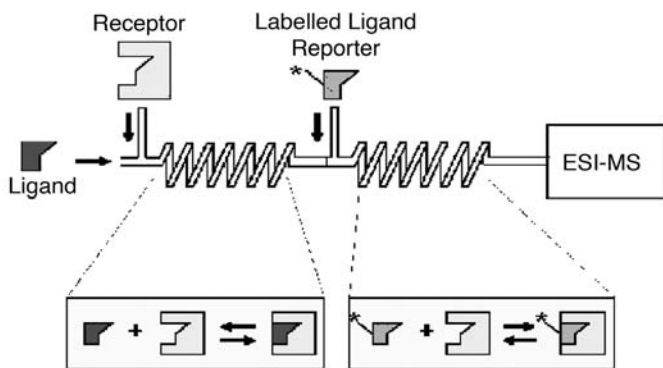 Receptor
Labelled Ligand
Reporter
*
Ligand
ESI-MS
+
* + *